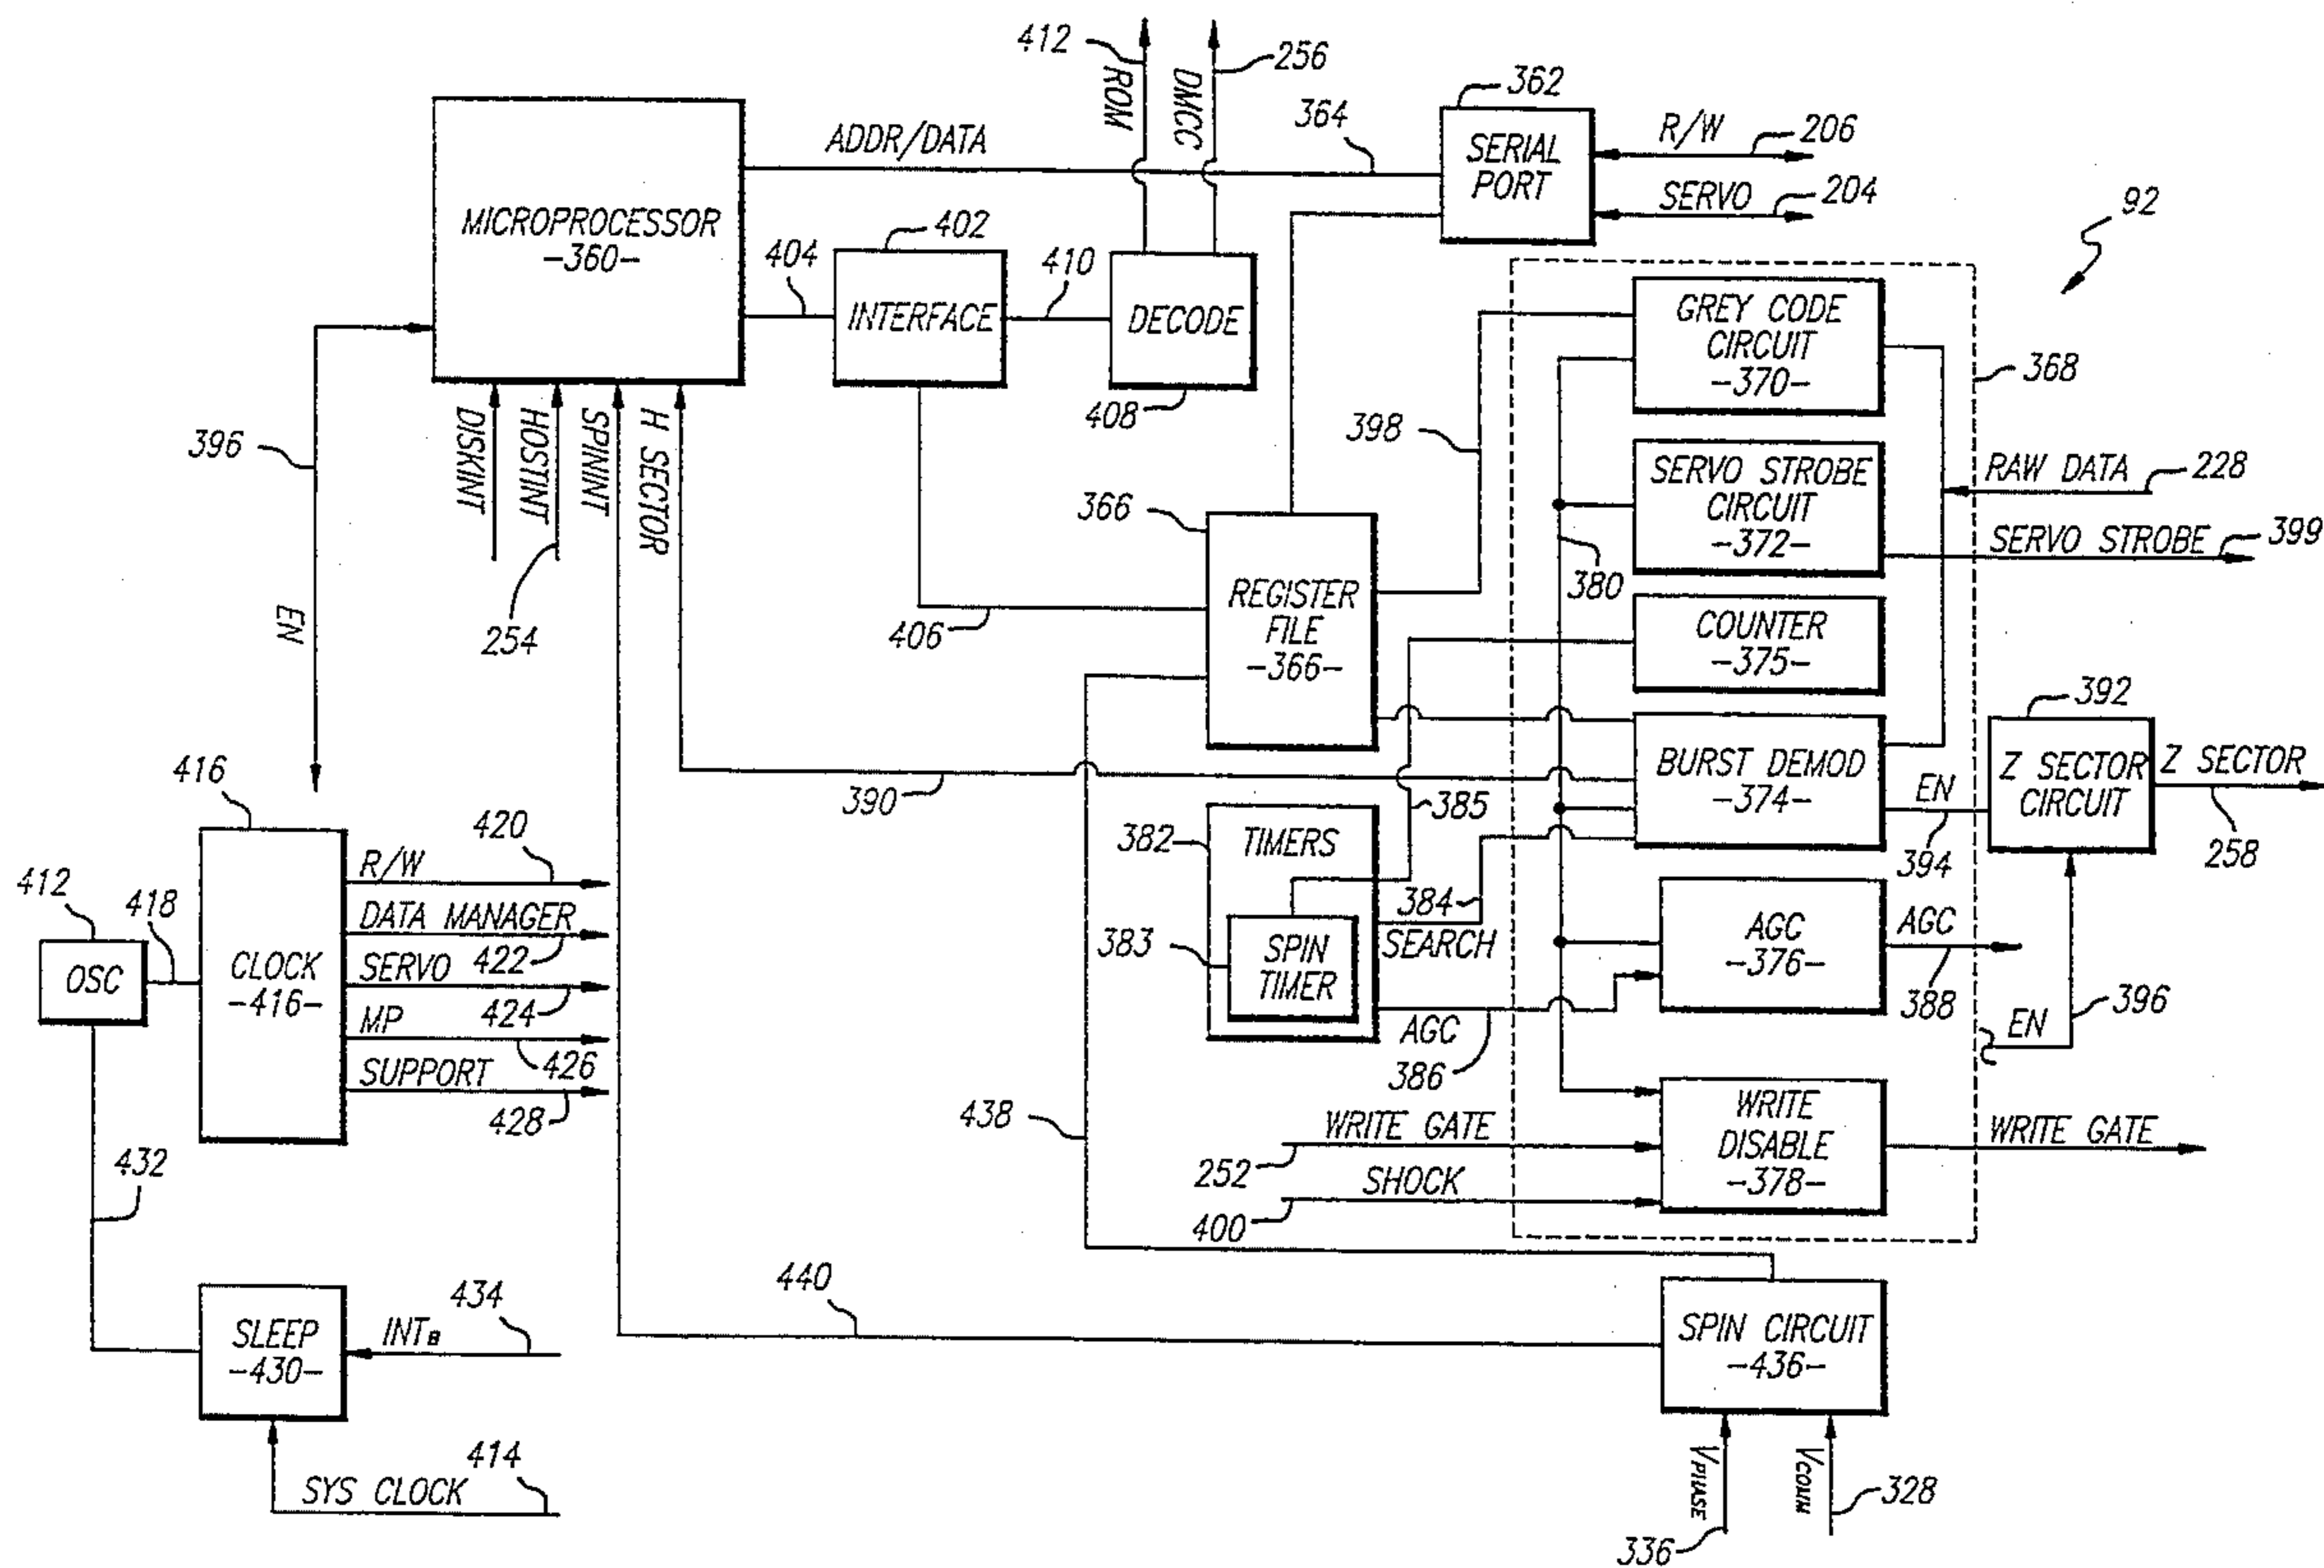 412
ROM
DMCC
256
362
364
ADDR/DATA
SERIAL
PORT
R/W
206
SERVO
204
92
MICROPROCESSOR
-360-
404
402
INTERFACE
410
DECODE
408
GREY CODE
CIRCUIT
-370-
368
396
EN
DISKINT
HOSTINT
254
SPININT
H SECTOR
398
SERVO STROBE
CIRCUIT
-372-
380
RAW DATA
228
SERVO STROBE
399
366
REGISTER
FILE
-366-
406
COUNTER
-375-
390
385
BURST DEMOD
-374-
EN
394
392
Z SECTOR
CIRCUIT
Z SECTOR
258
382
TIMERS
384
SEARCH
383
SPIN
TIMER
AGC
386
AGC
-376-
AGC
388
EN
396
416
412
OSC
418
CLOCK
-416-
R/W
420
DATA MANAGER
422
SERVO
424
MP
426
SUPPORT
428
432
438
WRITE GATE
252
SHOCK
400
WRITE
DISABLE
-378-
WRITE GATE
SLEEP
-430-
INTB
434
SYS CLOCK
414
440
SPIN CIRCUIT
-436-
VPHASE
336
VCOMM
328